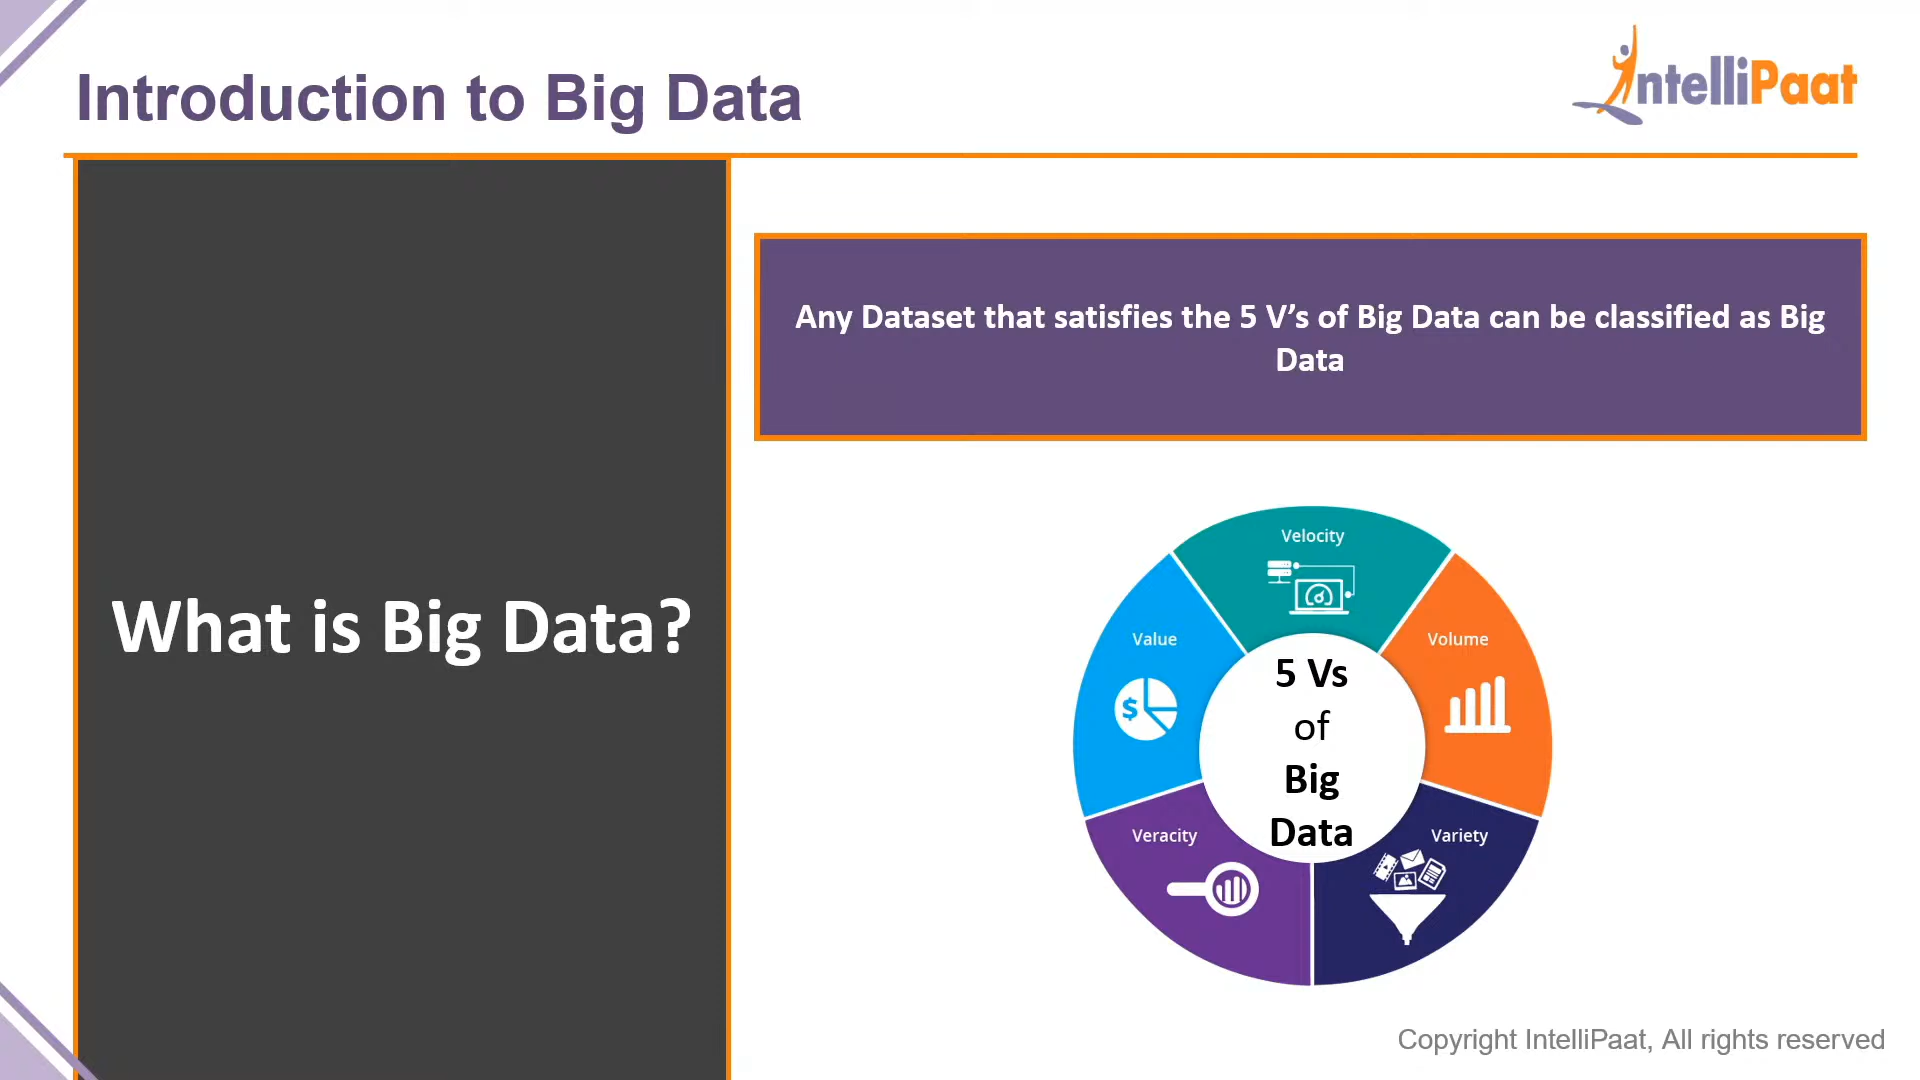 Introduction to Big Data
IntelliPaat
What is Big Data?
Any Dataset that satisfies the 5 V’s of Big Data can be classified as Big
Data
Velocity
Value
Volume
$
5 Vs
of
Big
Data
Veracity
Variety
Copyright IntelliPaat, All rights reserved